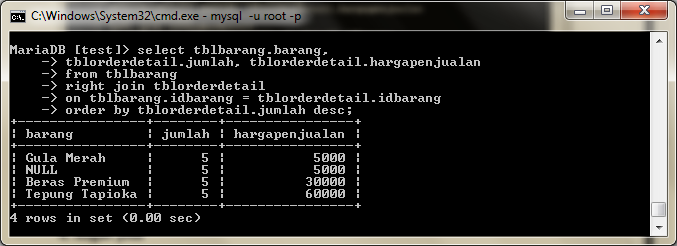 C:\Windows\System32\cmd.exe - mysql -u root -p
MariaDB [test]> select tblbarang.barang,
    -> tblorderdetail.jumlah, tblorderdetail.hargapenjualan
    -> from tblbarang
    -> right join tblorderdetail
    -> on tblbarang.idbarang = tblorderdetail.idbarang
    -> order by tblorderdetail.jumlah desc;
+----------------+--------+----------------+
| barang         | jumlah | hargapenjualan |
+----------------+--------+----------------+
| Gula Merah     |      5 |           5000 |
| NULL           |      5 |           5000 |
| Beras Premium  |      5 |          30000 |
| Tepung Tapioka |      5 |          60000 |
+----------------+--------+----------------+
4 rows in set (0.00 sec)